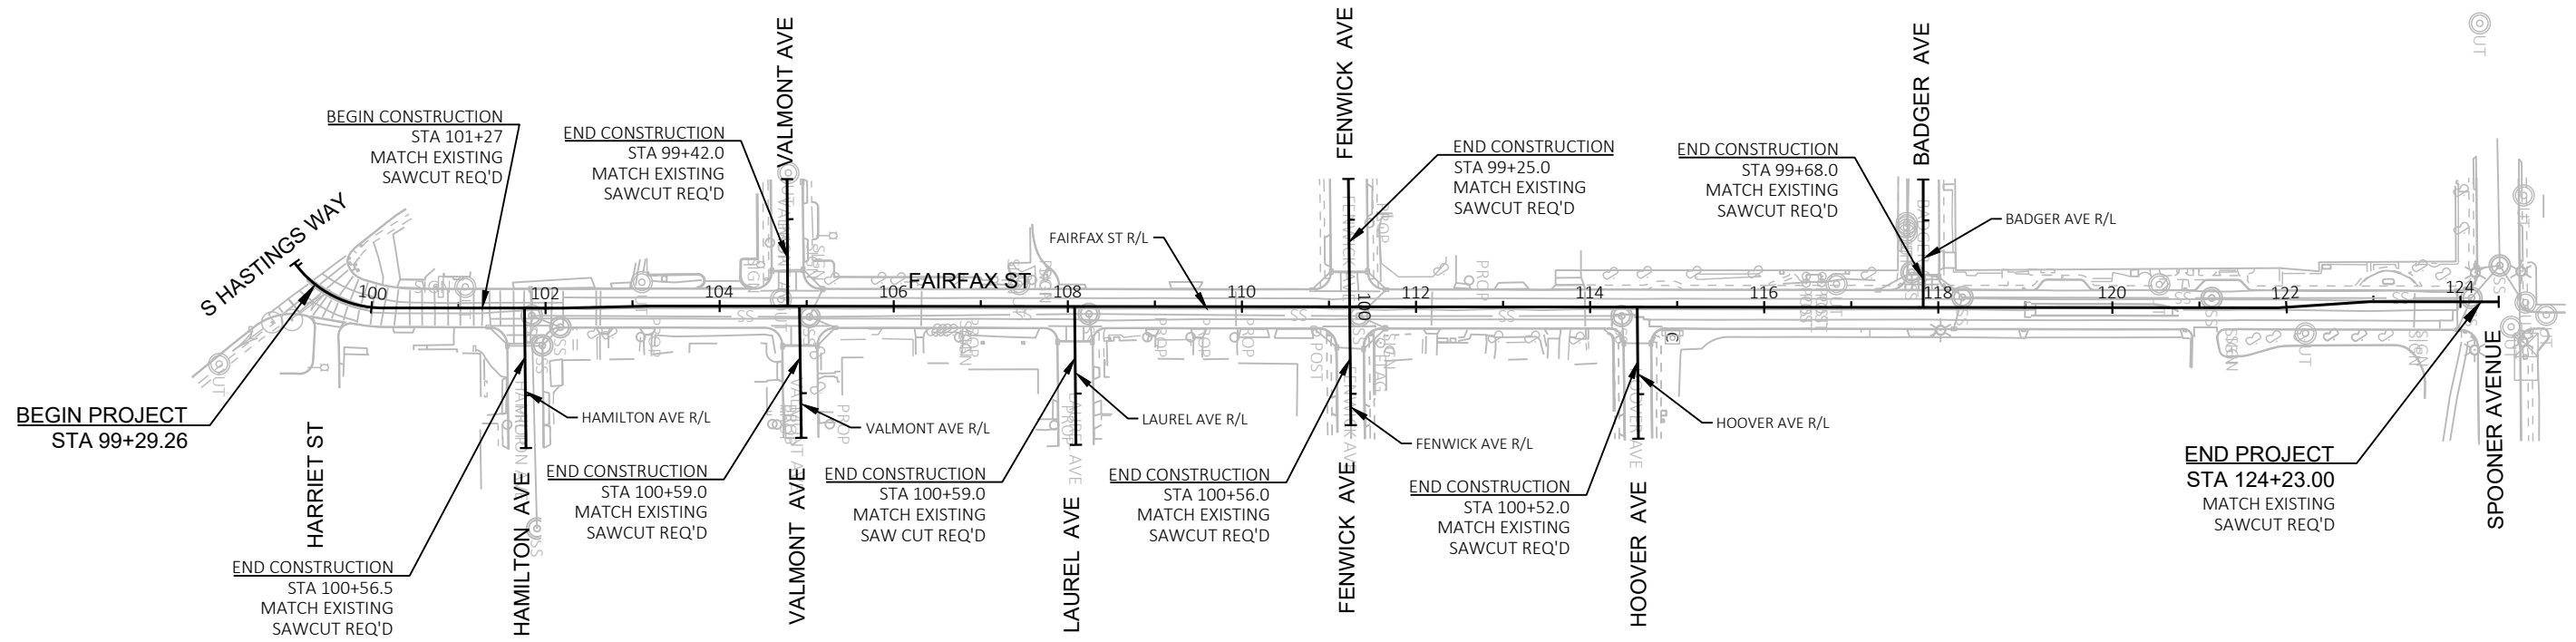 VALMONT AVE
FENWICK AVE
BADGER AVE
BEGIN CONSTRUCTION
STA 101+27
MATCH EXISTING
SAWCUT REQ'D
END CONSTRUCTION
STA 99+42.0
MATCH EXISTING
SAWCUT REQ'D
END CONSTRUCTION
STA 99+25.0
MATCH EXISTING
SAWCUT REQ'D
END CONSTRUCTION
STA 99+68.0
MATCH EXISTING
SAWCUT REQ'D
BADGER AVE R/L
S HASTINGS WAY
FAIRFAX ST R/L
FAIRFAX ST
100
102
104
106
108
110
112
114
116
118
120
122
124
100
BEGIN PROJECT
STA 99+29.26
HARRIET ST
HAMILTON AVE R/L
VALMONT AVE R/L
LAUREL AVE R/L
FENWICK AVE R/L
HOOVER AVE R/L
END CONSTRUCTION
STA 100+56.5
MATCH EXISTING
SAWCUT REQ'D
HAMILTON AVE
END CONSTRUCTION
STA 100+59.0
MATCH EXISTING
SAWCUT REQ'D
VALMONT AVE
END CONSTRUCTION
STA 100+59.0
MATCH EXISTING
SAW CUT REQ'D
LAUREL AVE
END CONSTRUCTION
STA 100+56.0
MATCH EXISTING
SAWCUT REQ'D
FENWICK AVE
END CONSTRUCTION
STA 100+52.0
MATCH EXISTING
SAWCUT REQ'D
HOOVER AVE
END PROJECT
STA 124+23.00
MATCH EXISTING
SAWCUT REQ'D
SPOONER AVENUE